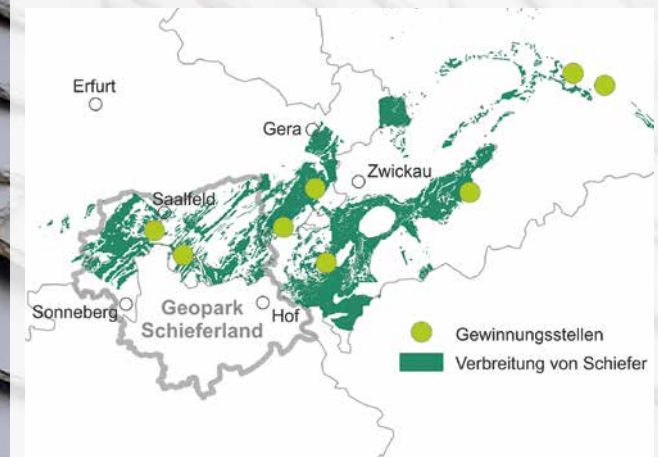 Erfurt
Gera
Zwickau
Saalfeld
Sonneberg
Geopark
Schieferland
Hof
Gewinnungsstellen
Verbreitung von Schiefer